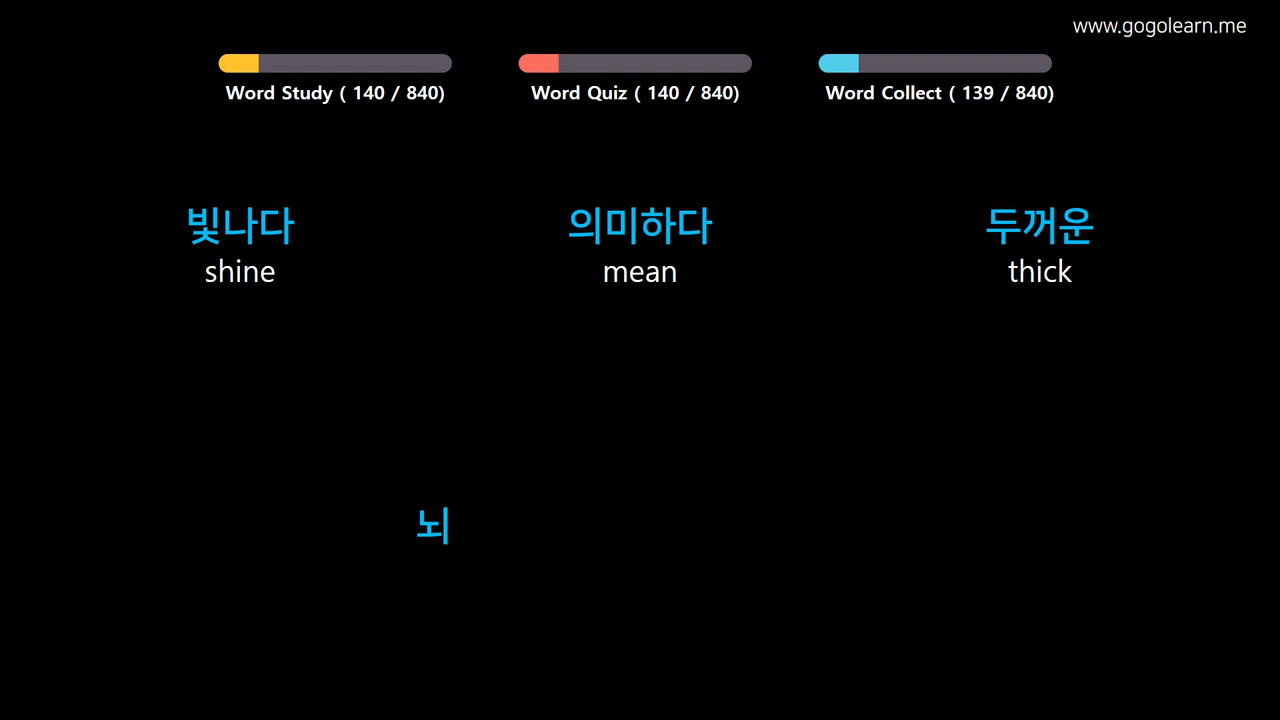 www.gogolearn.me
Word Study ( 140 / 840)
Word Quiz ( 140 / 840)
Word Collect ( 139 / 840)
빛나다
shine
의미하다
mean
두꺼운
thick
뇌